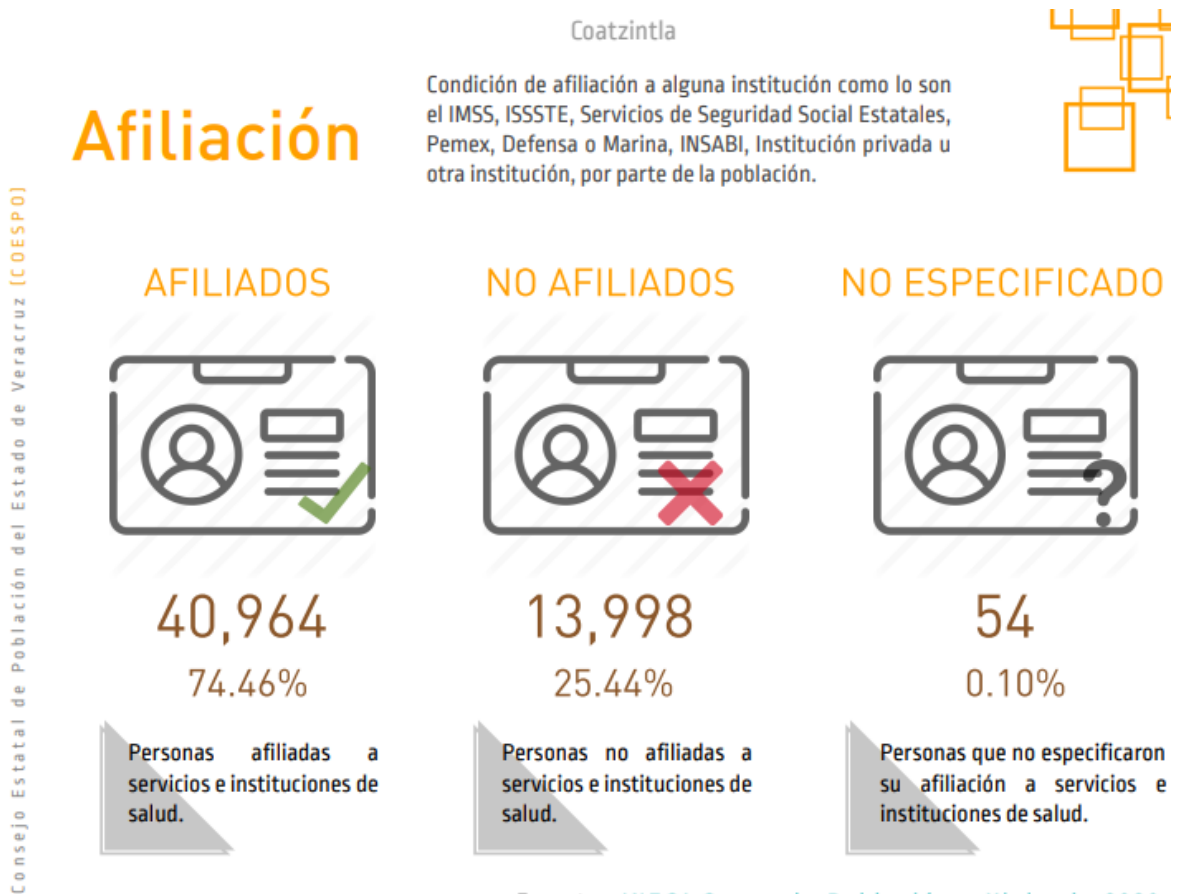 Coatzintla
Afiliación
Condición de afiliación a alguna institución como lo son
el IMSS, ISSSTE, Servicios de Seguridad Social Estatales,
Pemex, Defensa o Marina, INSABI, Institución privada u
otra institución, por parte de la población.
Consejo Estatal de Población del Estado de Veracruz (COESPO)
AFILIADOS
40,964
74.46%
Personas afiliadas a
servicios e instituciones de
salud.
NO AFILIADOS
13,998
25.44%
Personas no afiliadas a
servicios e instituciones de
salud.
NO ESPECIFICADO
?
54
0.10%
Personas que no especificaron
su afiliación a servicios e
instituciones de salud.